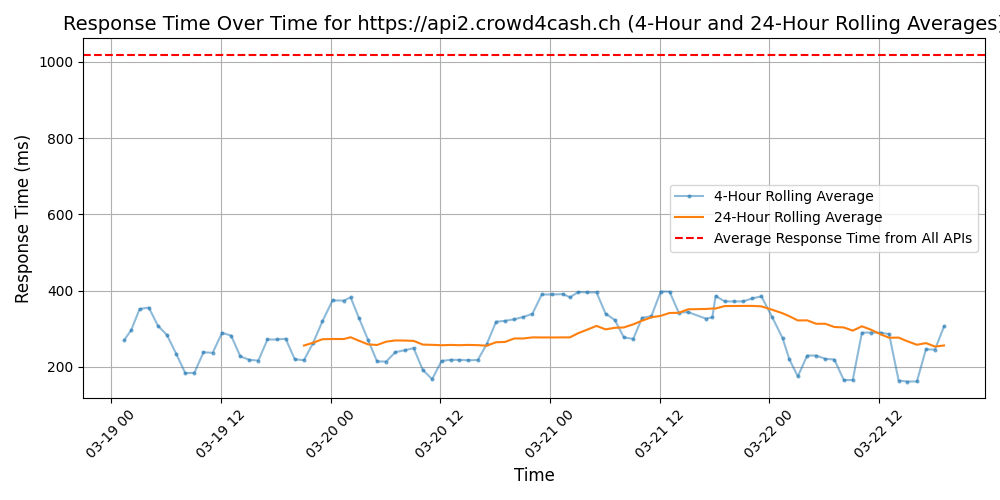 Response Time Over Time for https://api2.crowd4cash.ch (4-Hour and 24-Hour Rolling Averages)
Response Time (ms)
1000
800
600
400
200
4-Hour Rolling Average
24-Hour Rolling Average
Average Response Time from All APIs
03-19 00
03-19 12
03-20 00
03-20 12
03-21 00
03-21 12
03-22 00
03-22 12
Time